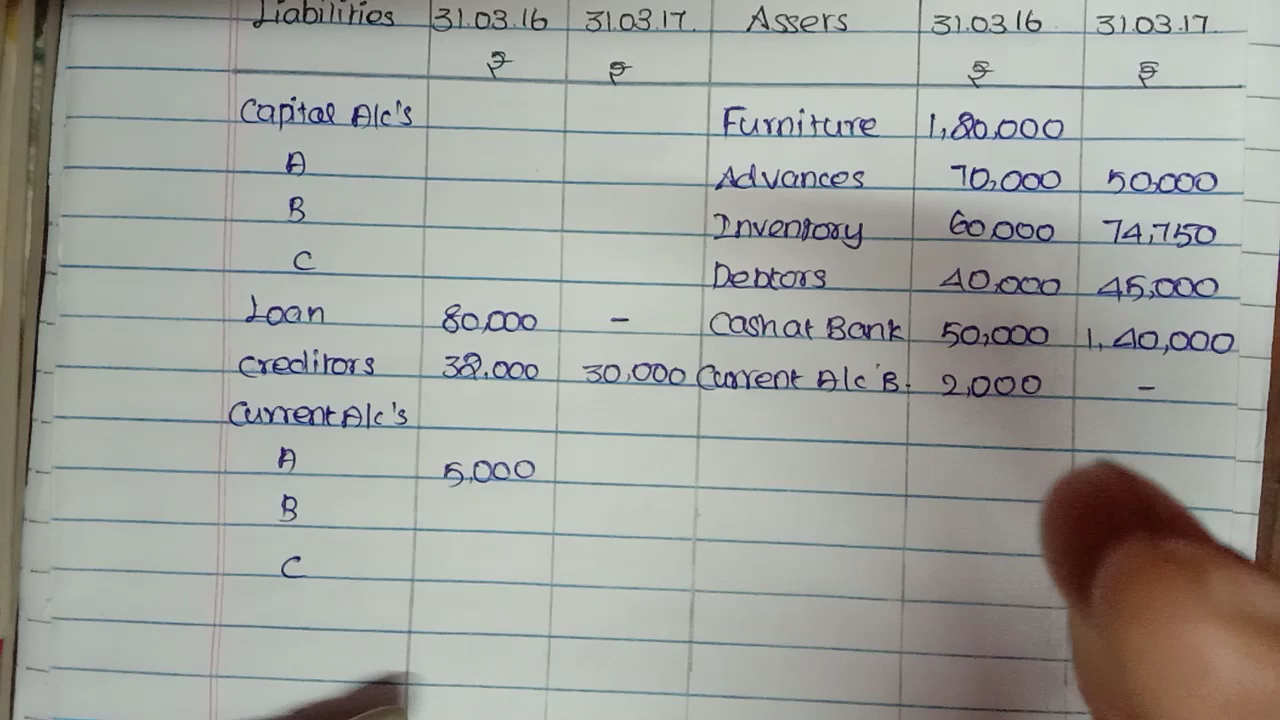 Liabilities 31.03.16 31.03.17. Assers 31.03.16 31.03.17.
₹ ₹ ₹ ₹
Capital A/c's Furniture 1,80,000
A Advances 70,000 50,000
B Inventory 60,000 74,750
C Debtors 40,000 45,000
Loan 80,000 - Cash at Bank 50,000 1,40,000
Creditors 38,000 30,000 Current A/c B. 2,000 -
Current A/c's
A 5,000
B
C